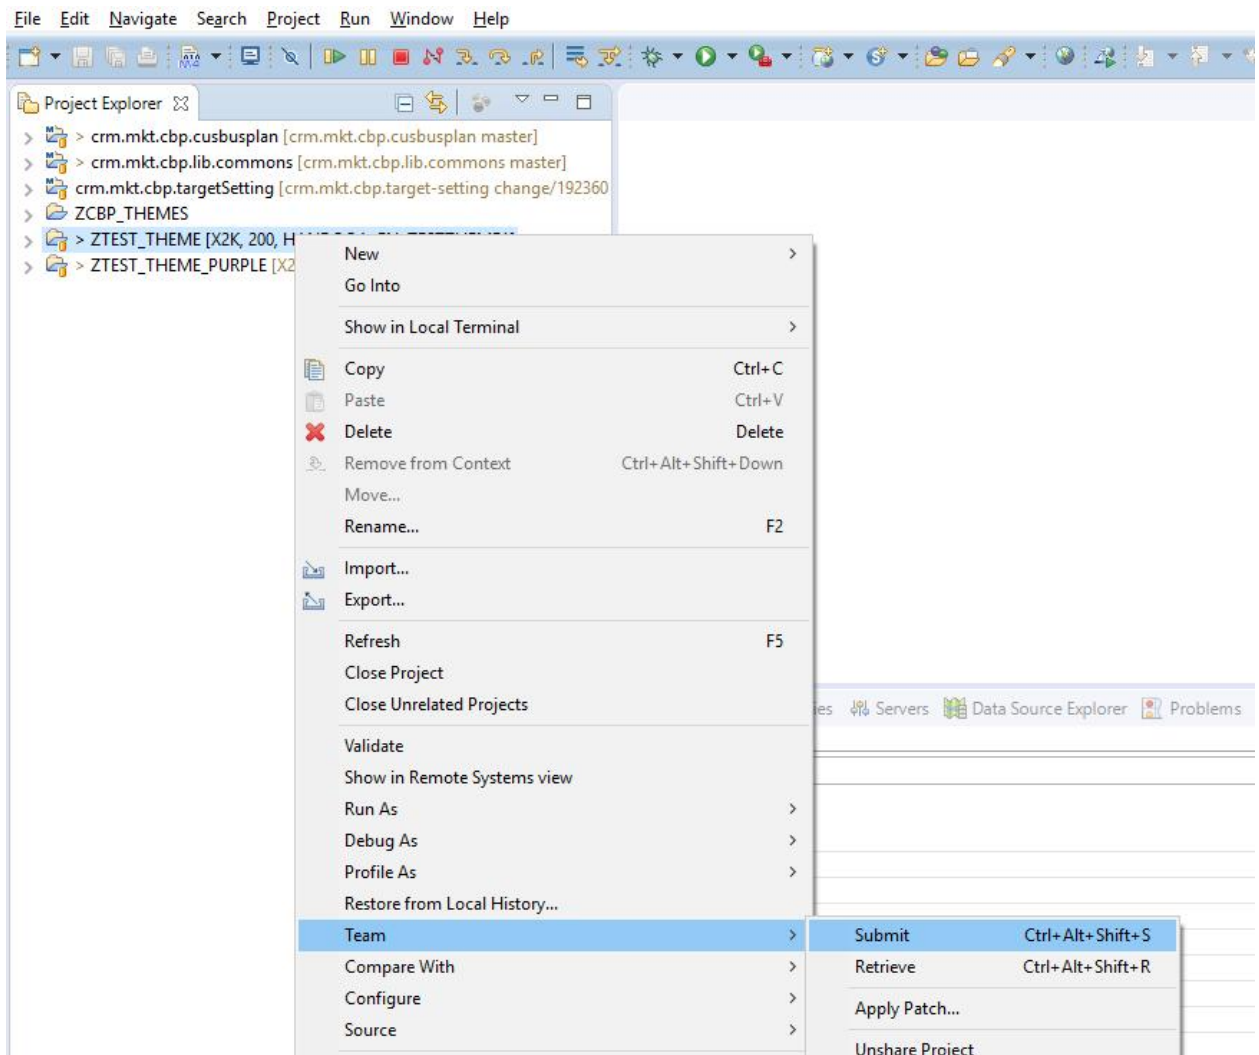 File Edit Navigate Search Project Run Window Help
Project Explorer
> crm.mkt.cbp.cusbusplan [crm.mkt.cbp.cusbusplan master]
> crm.mkt.cbp.lib.commons [crm.mkt.cbp.lib.commons master]
crm.mkt.cbp.targetSetting [crm.mkt.cbp.target-setting change/192360
ZCBP_THEMES
> ZTEST_THEME [X2K, 200,
> ZTEST_THEME_PURPLE [X2
New
Go Into
Show in Local Terminal
Copy Ctrl+C
Paste Ctrl+V
Delete Delete
Remove from Context Ctrl+Alt+Shift+Down
Move...
Rename... F2
Import...
Export...
Refresh F5
Close Project
Close Unrelated Projects
Validate
Show in Remote Systems view
Run As
Debug As
Profile As
Restore from Local History...
Team
Compare With
Configure
Source
Submit Ctrl+Alt+Shift+S
Retrieve Ctrl+Alt+Shift+R
Apply Patch...
Unshare Project
ies Servers Data Source Explorer Problems